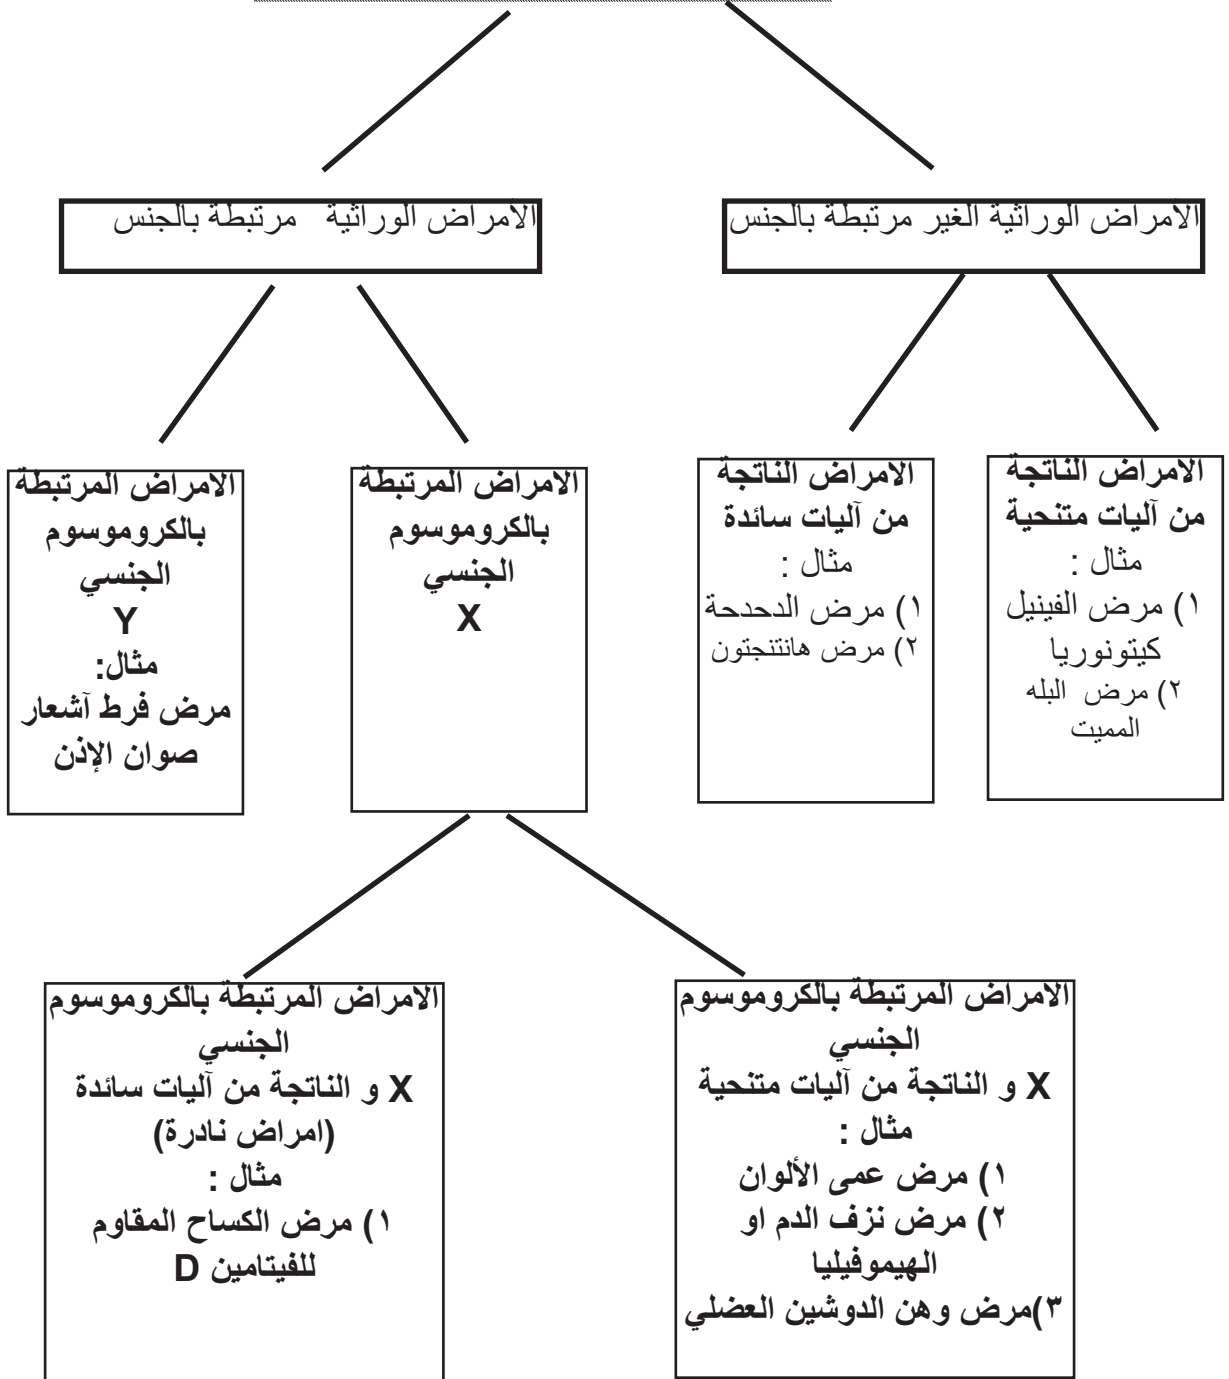 الأمراض الوراثية الغير مرتبطة بالجنس
الأمراض الوراثية مرتبطة بالجنس
الامراض الناتجة
من آليات متنحية
مثال :
١) مرض الفينيل
كيتونوريا
٢) مرض البله
المميت
الامراض الناتجة
من آليات سائدة
مثال :
١) مرض الدحدحة
٢) مرض هانتنجتون
الامراض المرتبطة
بالكروموسوم
الجنسي
X
الامراض المرتبطة
بالكروموسوم
الجنسي
Y
مثال:
مرض فرط آشعار
صوان الإذن
الامراض المرتبطة بالكروموسوم
الجنسي
X و الناتجة من آليات متنحية
مثال :
١) مرض عمى الألوان
٢) مرض نزف الدم او
الهيموفيليا
٣)مرض وهن الدوشين العضلي
الامراض المرتبطة بالكروموسوم
الجنسي
X و الناتجة من آليات سائدة
(امراض نادرة)
مثال :
١) مرض الكساح المقاوم
للفيتامين D